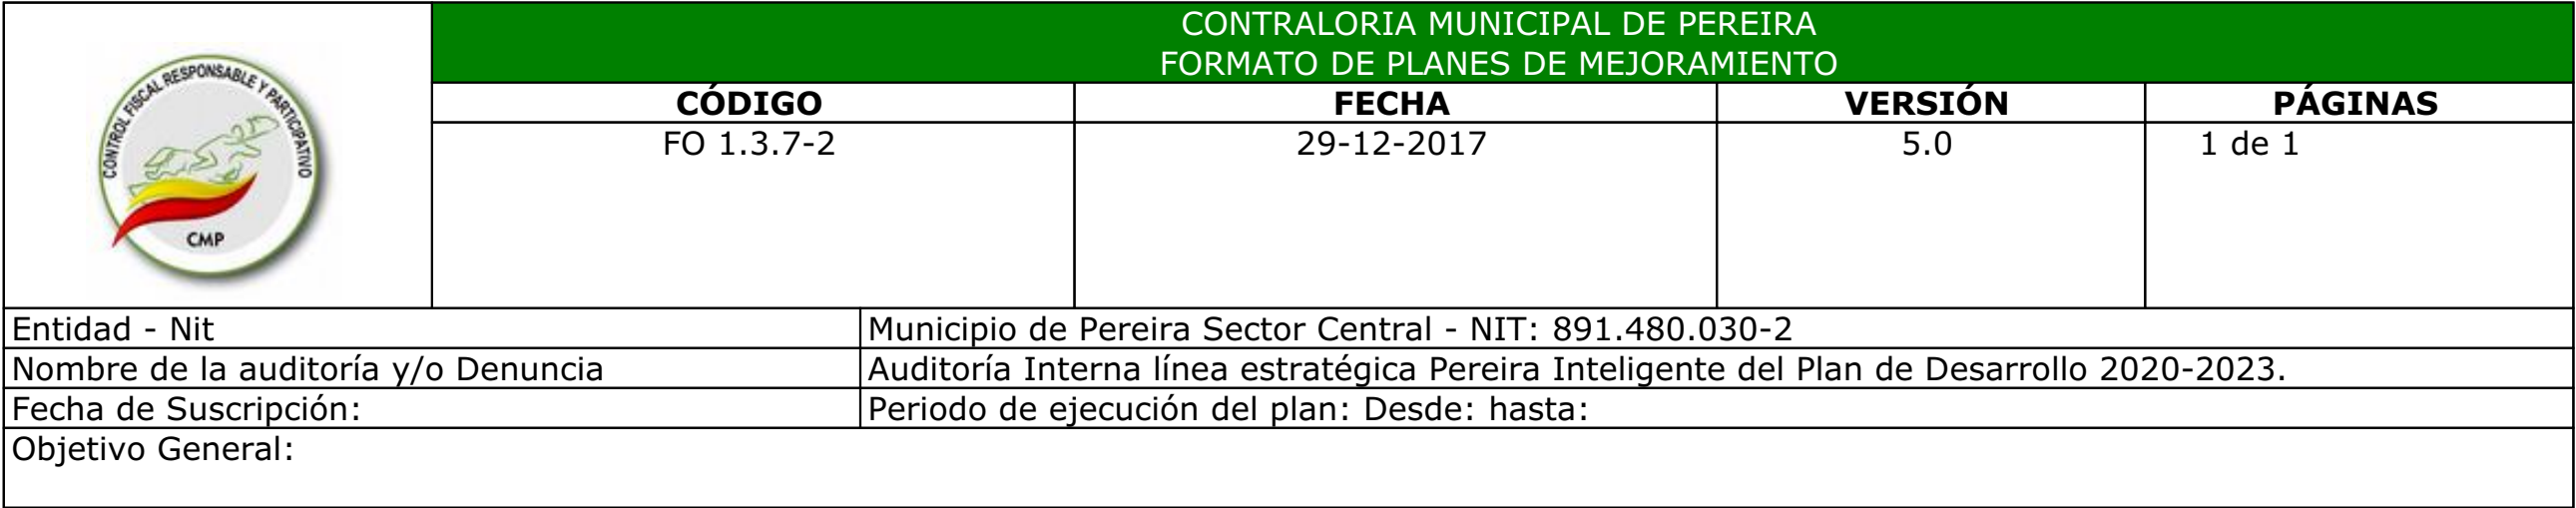 CONTRALORIA MUNICIPAL DE PEREIRA
FORMATO DE PLANES DE MEJORAMIENTO
CONTROL FISCAL RESPONSABLE Y PARTICIPATIVO
CMP
CÓDIGO FECHA VERSIÓN PÁGINAS
FO 1.3.7-2 29-12-2017 5.0 1 de 1
Entidad - Nit Municipio de Pereira Sector Central - NIT: 891.480.030-2
Nombre de la auditoría y/o Denuncia Auditoría Interna línea estratégica Pereira Inteligente del Plan de Desarrollo 2020-2023.
Fecha de Suscripción: Periodo de ejecución del plan: Desde: hasta:
Objetivo General: